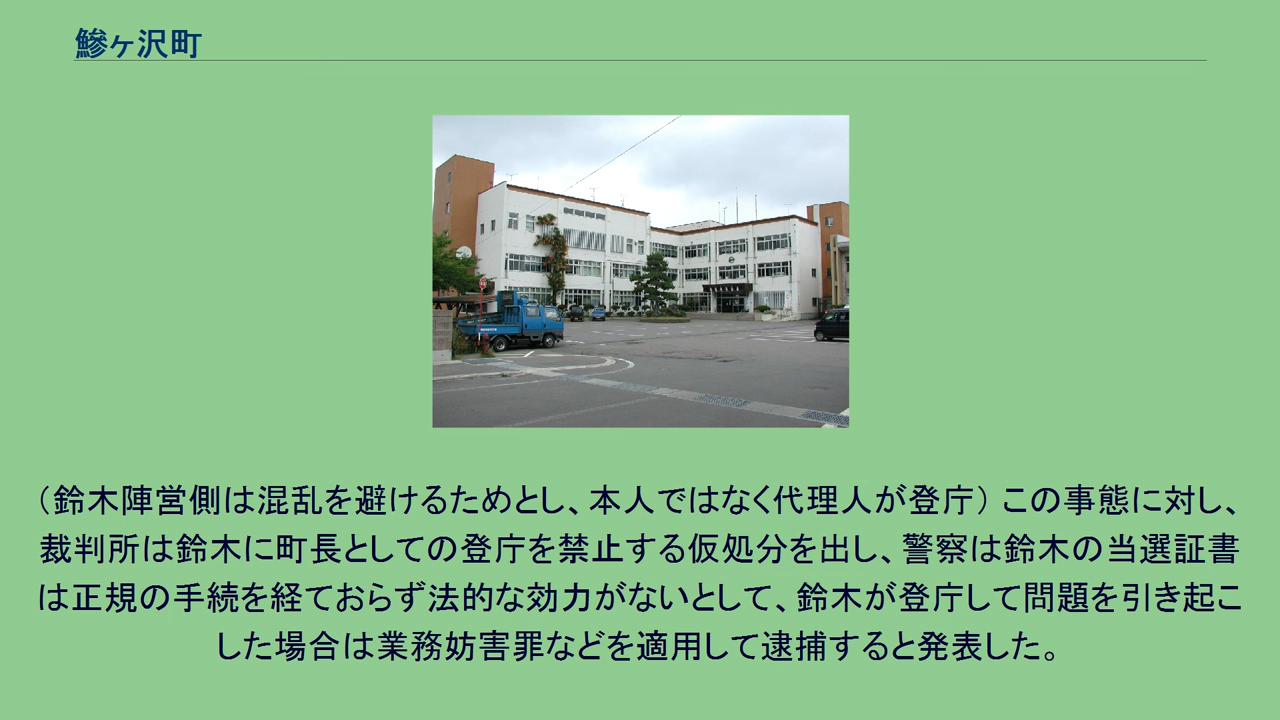 鰺ヶ沢町
（鈴木陣営側は混乱を避けるためとし、本人ではなく代理人が登庁） この事態に対し、
裁判所は鈴木に町長としての登庁を禁止する仮処分を出し、警察は鈴木の当選証書
は正規の手続を経ておらず法的な効力がないとして、鈴木が登庁して問題を引き起こ
した場合は業務妨害罪などを適用して逮捕すると発表した。